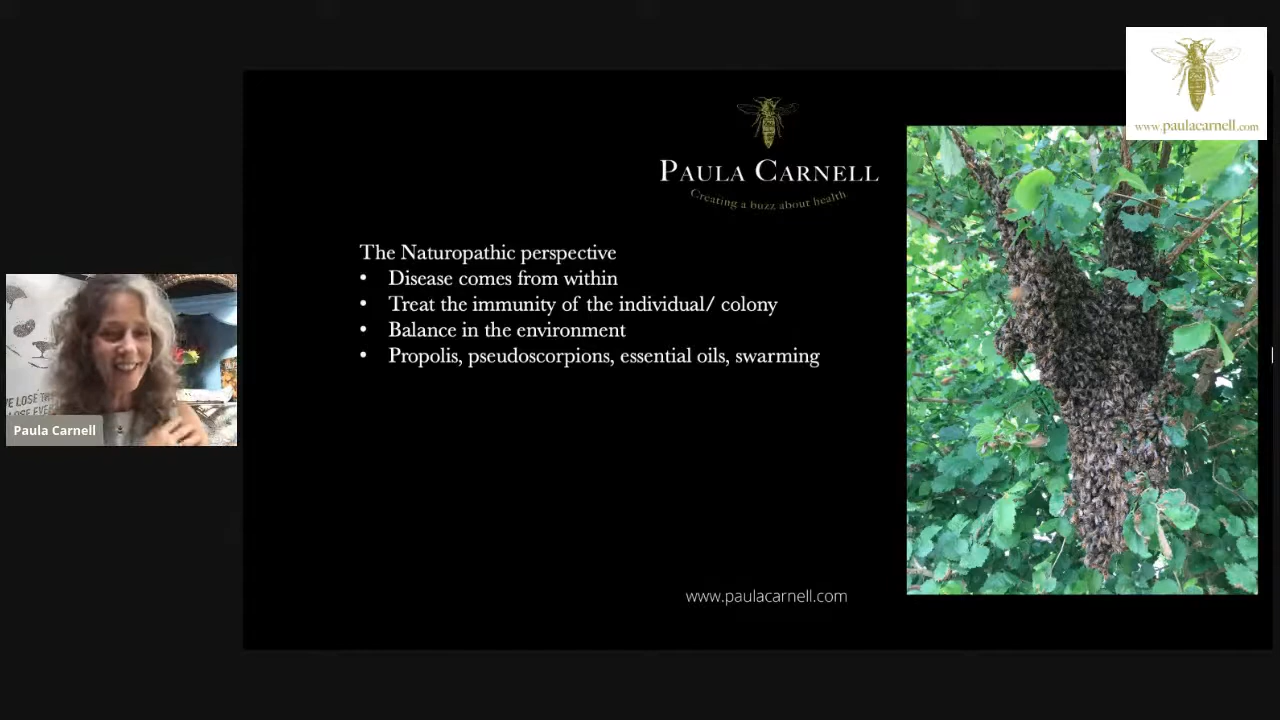 www.paulacarnell.com
PAULA CARNELL
Creating a buzz about health
The Naturopathic perspective
• Disease comes from within
• Treat the immunity of the individual/ colony
• Balance in the environment
• Propolis, pseudoscorpions, essential oils, swarming
E LOSE
Paula Carnell
www.paulacarnell.com